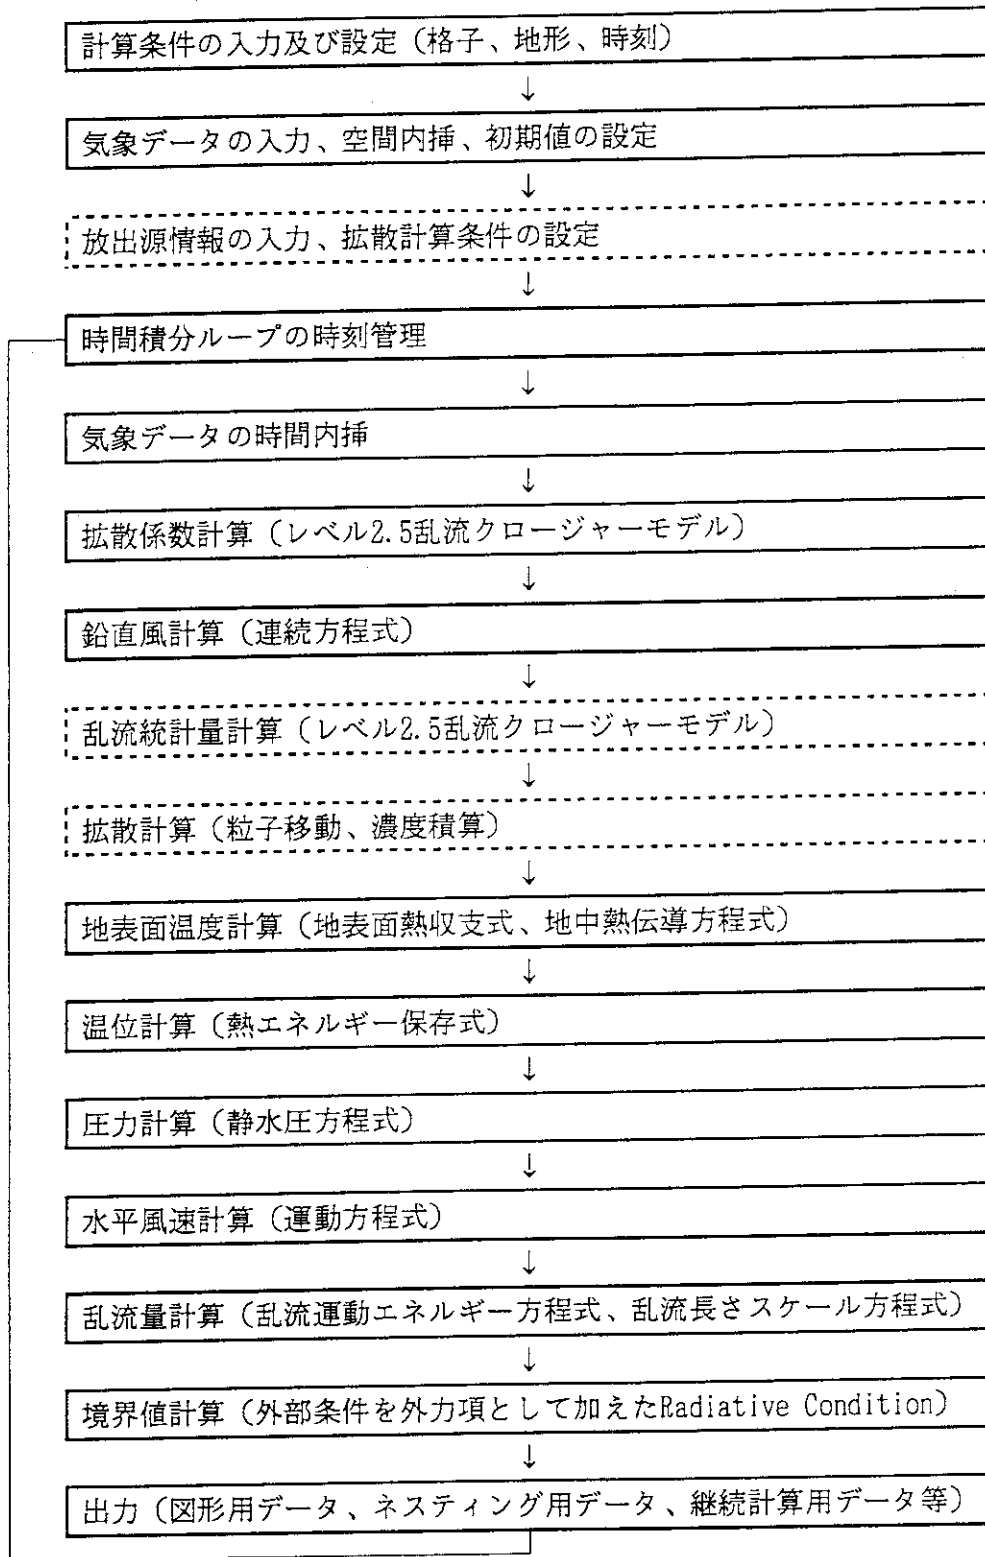 計算条件の入力及び設定（格子、地形、時刻）
↓
気象データの入力、空間内挿、初期値の設定
↓
放出源情報の入力、拡散計算条件の設定
↓
時間積分ループの時刻管理
↓
気象データの時間内挿
↓
拡散係数計算（レベル2.5乱流クロージャーモデル）
↓
鉛直風計算（連続方程式）
↓
乱流統計量計算（レベル2.5乱流クロージャーモデル）
↓
拡散計算（粒子移動、濃度積算）
↓
地表面温度計算（地表面熱収支式、地中熱伝導方程式）
↓
温位計算（熱エネルギー保存式）
↓
圧力計算（静水圧方程式）
↓
水平風速計算（運動方程式）
↓
乱流量計算（乱流運動エネルギー方程式、乱流長さスケール方程式）
↓
境界値計算（外部条件を外力項として加えたRadiative Condition）
↓
出力（図形用データ、ネスティング用データ、継続計算用データ等）